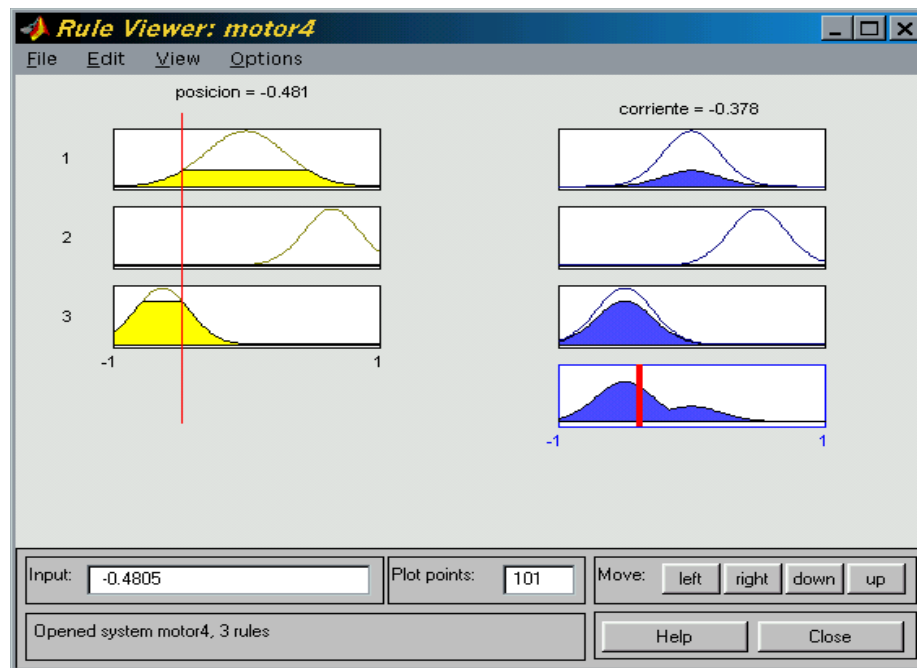 Rule Viewer: motor4
File Edit View Options
posicion = -0.481
corriente = -0.378
1
2
3
-1 1
-1 1
Input: -0.4805 Plot points: 101 Move: left right down up
Opened system motor4, 3 rules Help Close